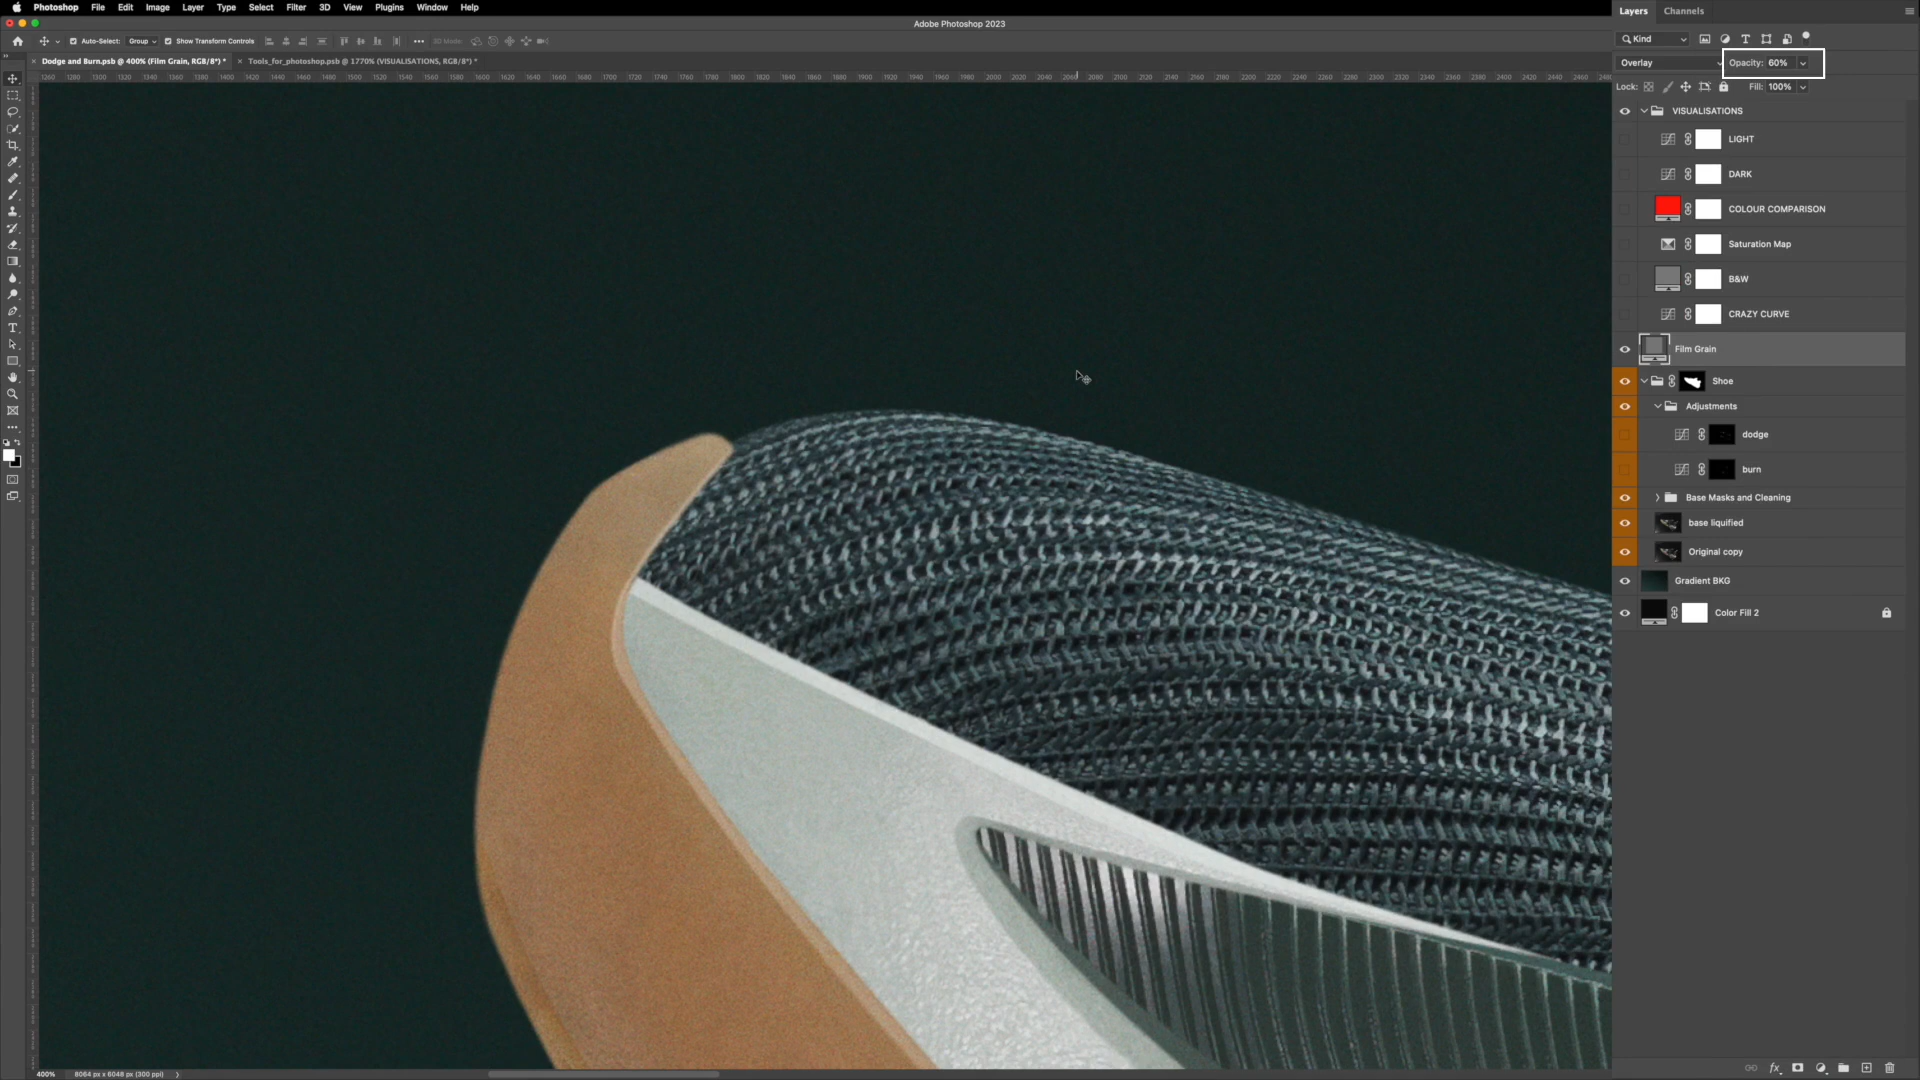 Photoshop File Edit Image Layer Type Select Filter 3D View Plugins Window Help
Adobe Photoshop 2023
Auto-Select: Group Show Transform Controls 3D Mode:
Dodge and Burn.psb @ 400% (Film Grain, RGB/8*) * Tools_for_photoshop.psb @ 1770% (VISUALISATIONS, RGB/8*) *
Layers Channels
Kind
Overlay Opacity: 60%
Lock: Fill: 100%
VISUALISATIONS
LIGHT
DARK
COLOUR COMPARISON
Saturation Map
B&W
CRAZY CURVE
Film Grain
Shoe
Adjustments
dodge
burn
Base Masks and Cleaning
base liquified
Original copy
Gradient BKG
Color Fill 2
400% 8064 px x 6048 px (300 ppi)
fx